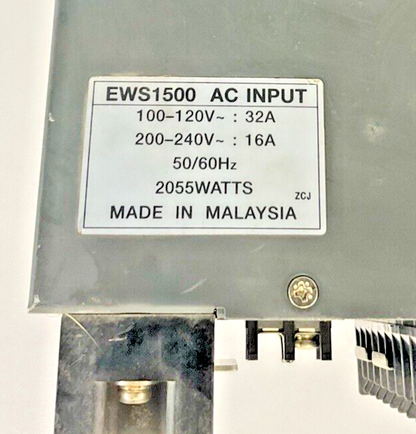 EWS1500 AC INPUT
100-120V~ : 32A
200-240V~ : 16A
50/60Hz
2055WATTS
ZCJ
MADE IN MALAYSIA